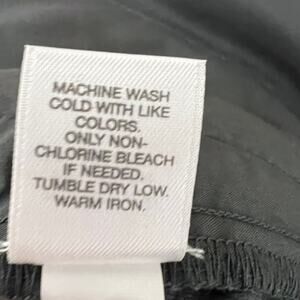 MACHINE WASH
COLD WITH LIKE
COLORS.
ONLY NON-
CHLORINE BLEACH
IF NEEDED.
TUMBLE DRY LOW.
WARM IRON.